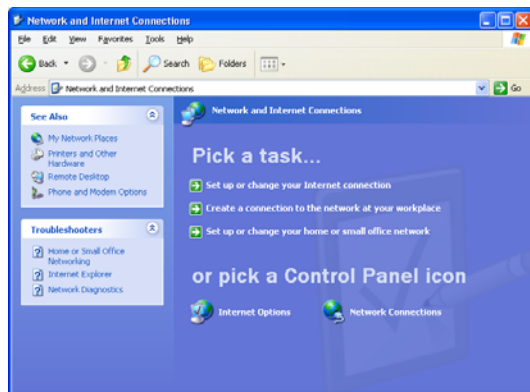 Network and Internet Connections
File Edit View Favorites Tools Help
Back Search Folders
Address Network and Internet Connections Go
See Also
My Network Places
Printers and Other
Hardware
Remote Desktop
Phone and Modem Options
Troubleshooters
Home or Small Office
Networking
Internet Explorer
Network Diagnostics
Network and Internet Connections
Pick a task...
Set up or change your Internet connection
Create a connection to the network at your workplace
Set up or change your home or small office network
or pick a Control Panel icon
Internet Options Network Connections